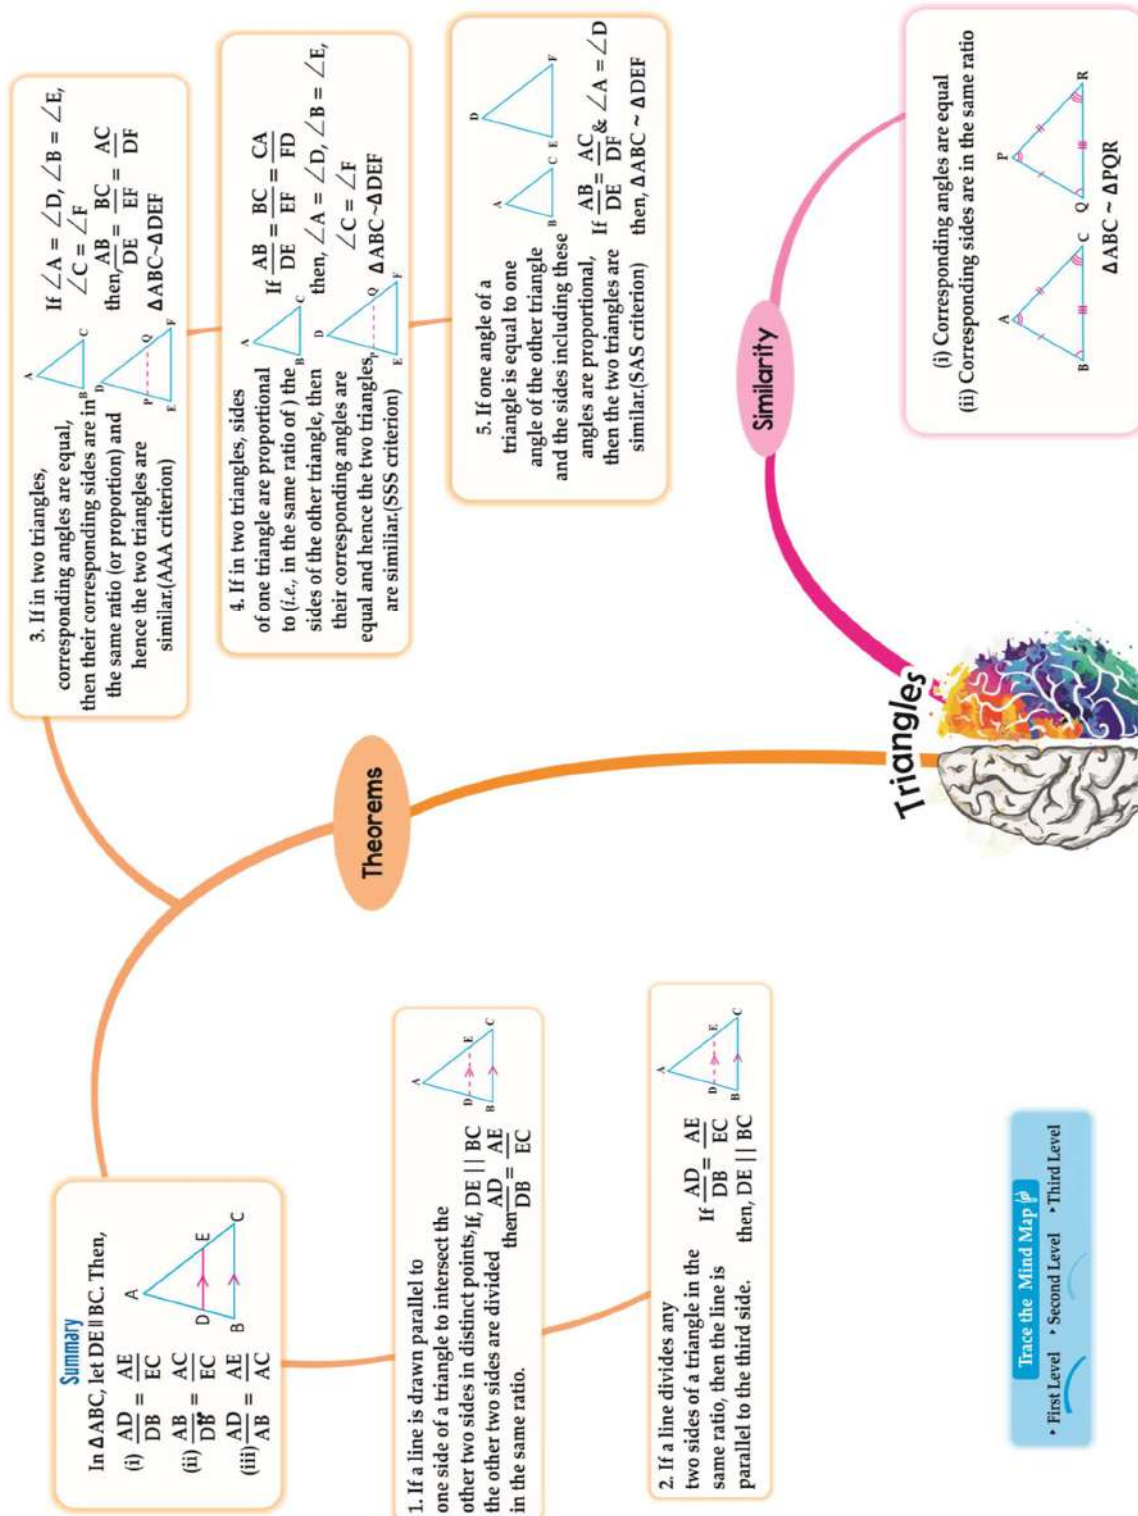 Triangles
Theorems
Summary
In ΔABC, let DE || BC. Then,
(i) AD/DB = AE/EC
(ii) AB/DB = AC/EC
(iii) AD/AB = AE/AC
A
D E
B C
1. If a line is drawn parallel to
one side of a triangle to intersect the
other two sides in distinct points,
the other two sides are divided
in the same ratio.
If, DE || BC
then AD/DB = AE/EC
A
D E
B C
2. If a line divides any
two sides of a triangle in the
same ratio, then the line is
parallel to the third side.
If AD/DB = AE/EC
then, DE || BC
A
D E
B C
3. If in two triangles,
corresponding angles are equal,
then their corresponding sides are in
the same ratio (or proportion) and
hence the two triangles are
similar.(AAA criterion)
A
B C
D
P Q
E F
If ∠A = ∠D, ∠B = ∠E,
∠C = ∠F
then, AB/DE = BC/EF = AC/DF
ΔABC~ΔDEF
4. If in two triangles, sides
of one triangle are proportional
to (i.e., in the same ratio of ) the
sides of the other triangle, then
their corresponding angles are
equal and hence the two triangles
are similiar.(SSS criterion)
A
B C
D
P Q
E F
If AB/DE = BC/EF = CA/FD
then, ∠A = ∠D, ∠B = ∠E,
∠C = ∠F
ΔABC~ΔDEF
5. If one angle of a
triangle is equal to one
angle of the other triangle
and the sides including these
angles are proportional,
then the two triangles are
similar.(SAS criterion)
A
B C
D
E F
If AB/DE = AC/DF & ∠A = ∠D
then, ΔABC ~ ΔDEF
Similarity
(i) Corresponding angles are equal
(ii) Corresponding sides are in the same ratio
A
B C
P
Q R
ΔABC ~ ΔPQR
Trace the Mind Map
• First Level • Second Level • Third Level